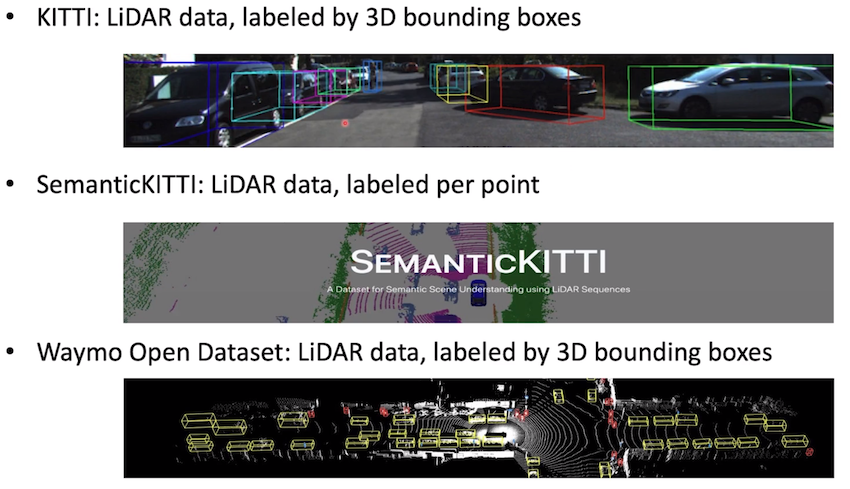 • KITTI: LiDAR data, labeled by 3D bounding boxes
• SemanticKITTI: LiDAR data, labeled per point
SEMANTICKITTI
A Dataset for Semantic Scene Understanding using LiDAR Sequences
• Waymo Open Dataset: LiDAR data, labeled by 3D bounding boxes